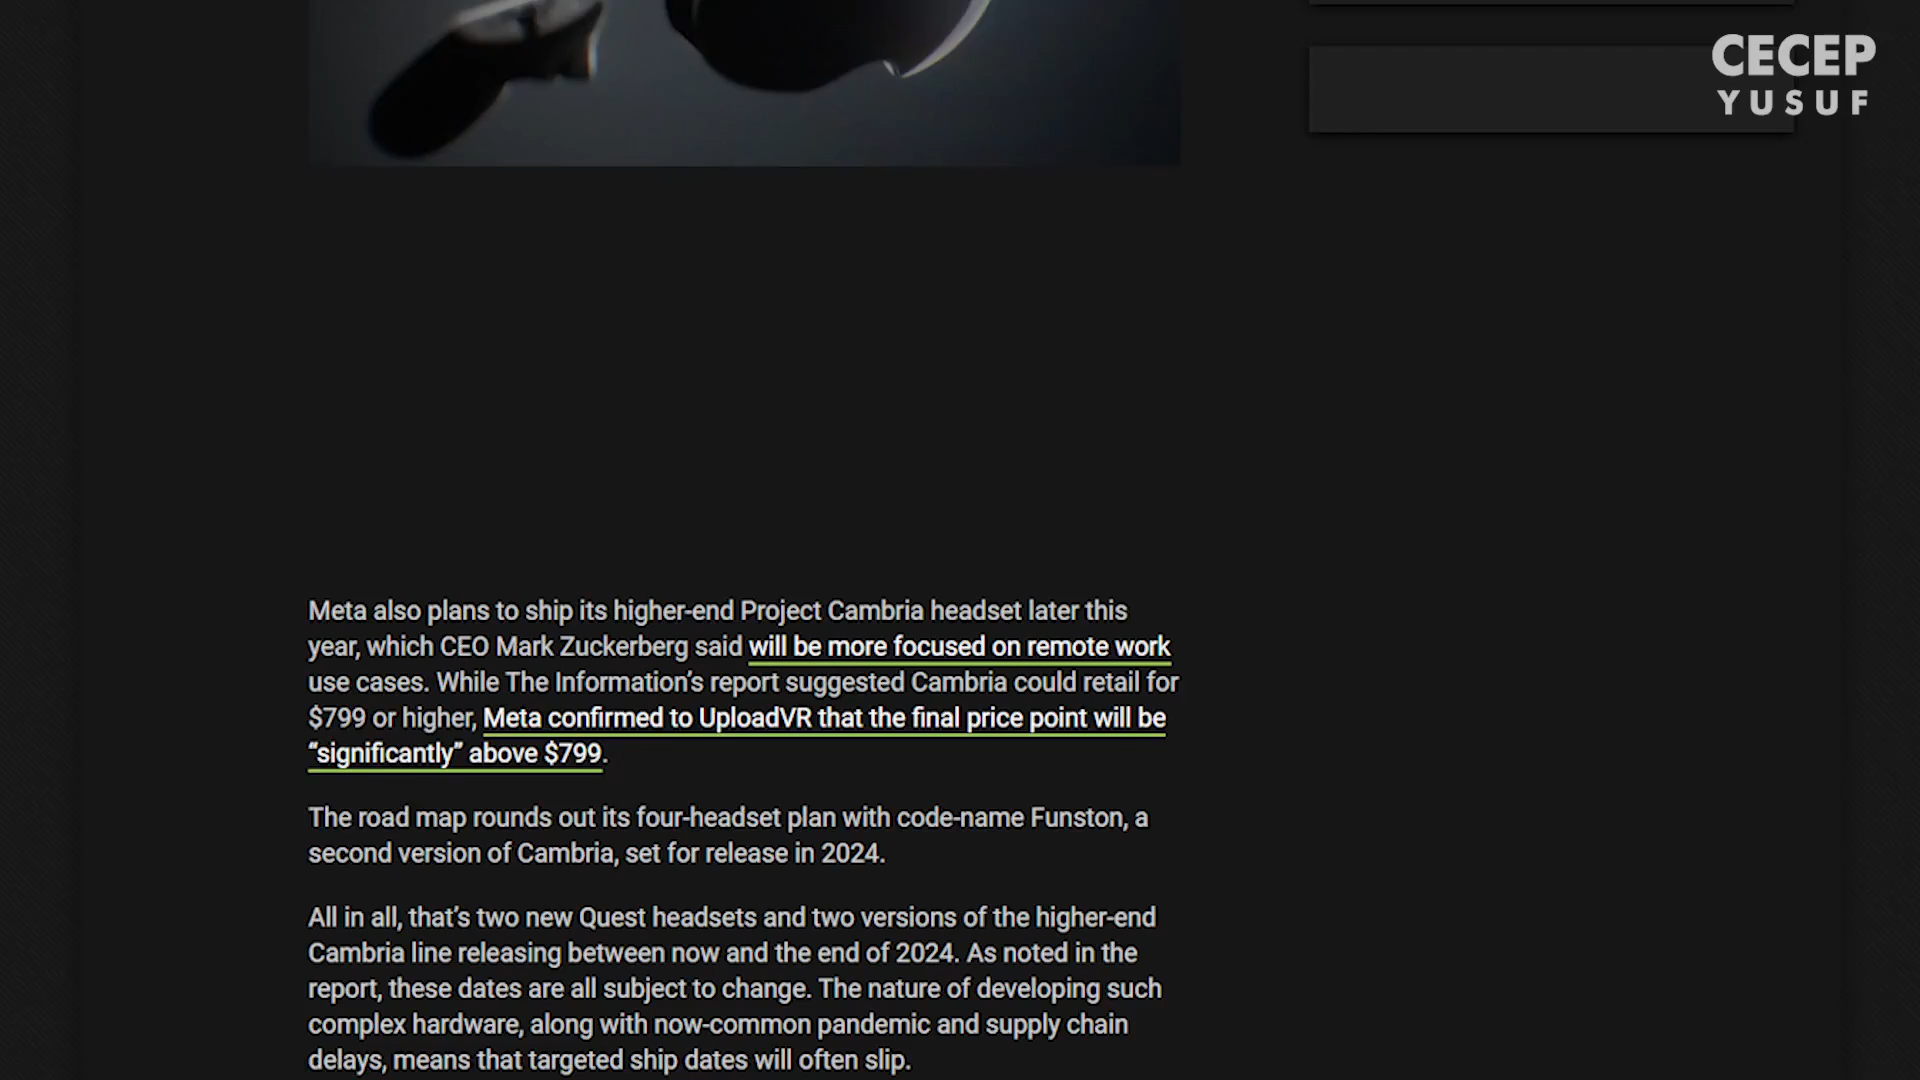 CECEP
YUSUF
Meta also plans to ship its higher-end Project Cambria headset later this
year, which CEO Mark Zuckerberg said will be more focused on remote work
use cases. While The Information’s report suggested Cambria could retail for
$799 or higher, Meta confirmed to UploadVR that the final price point will be
“significantly” above $799.
The road map rounds out its four-headset plan with code-name Funston, a
second version of Cambria, set for release in 2024.
All in all, that’s two new Quest headsets and two versions of the higher-end
Cambria line releasing between now and the end of 2024. As noted in the
report, these dates are all subject to change. The nature of developing such
complex hardware, along with now-common pandemic and supply chain
delays, means that targeted ship dates will often slip.